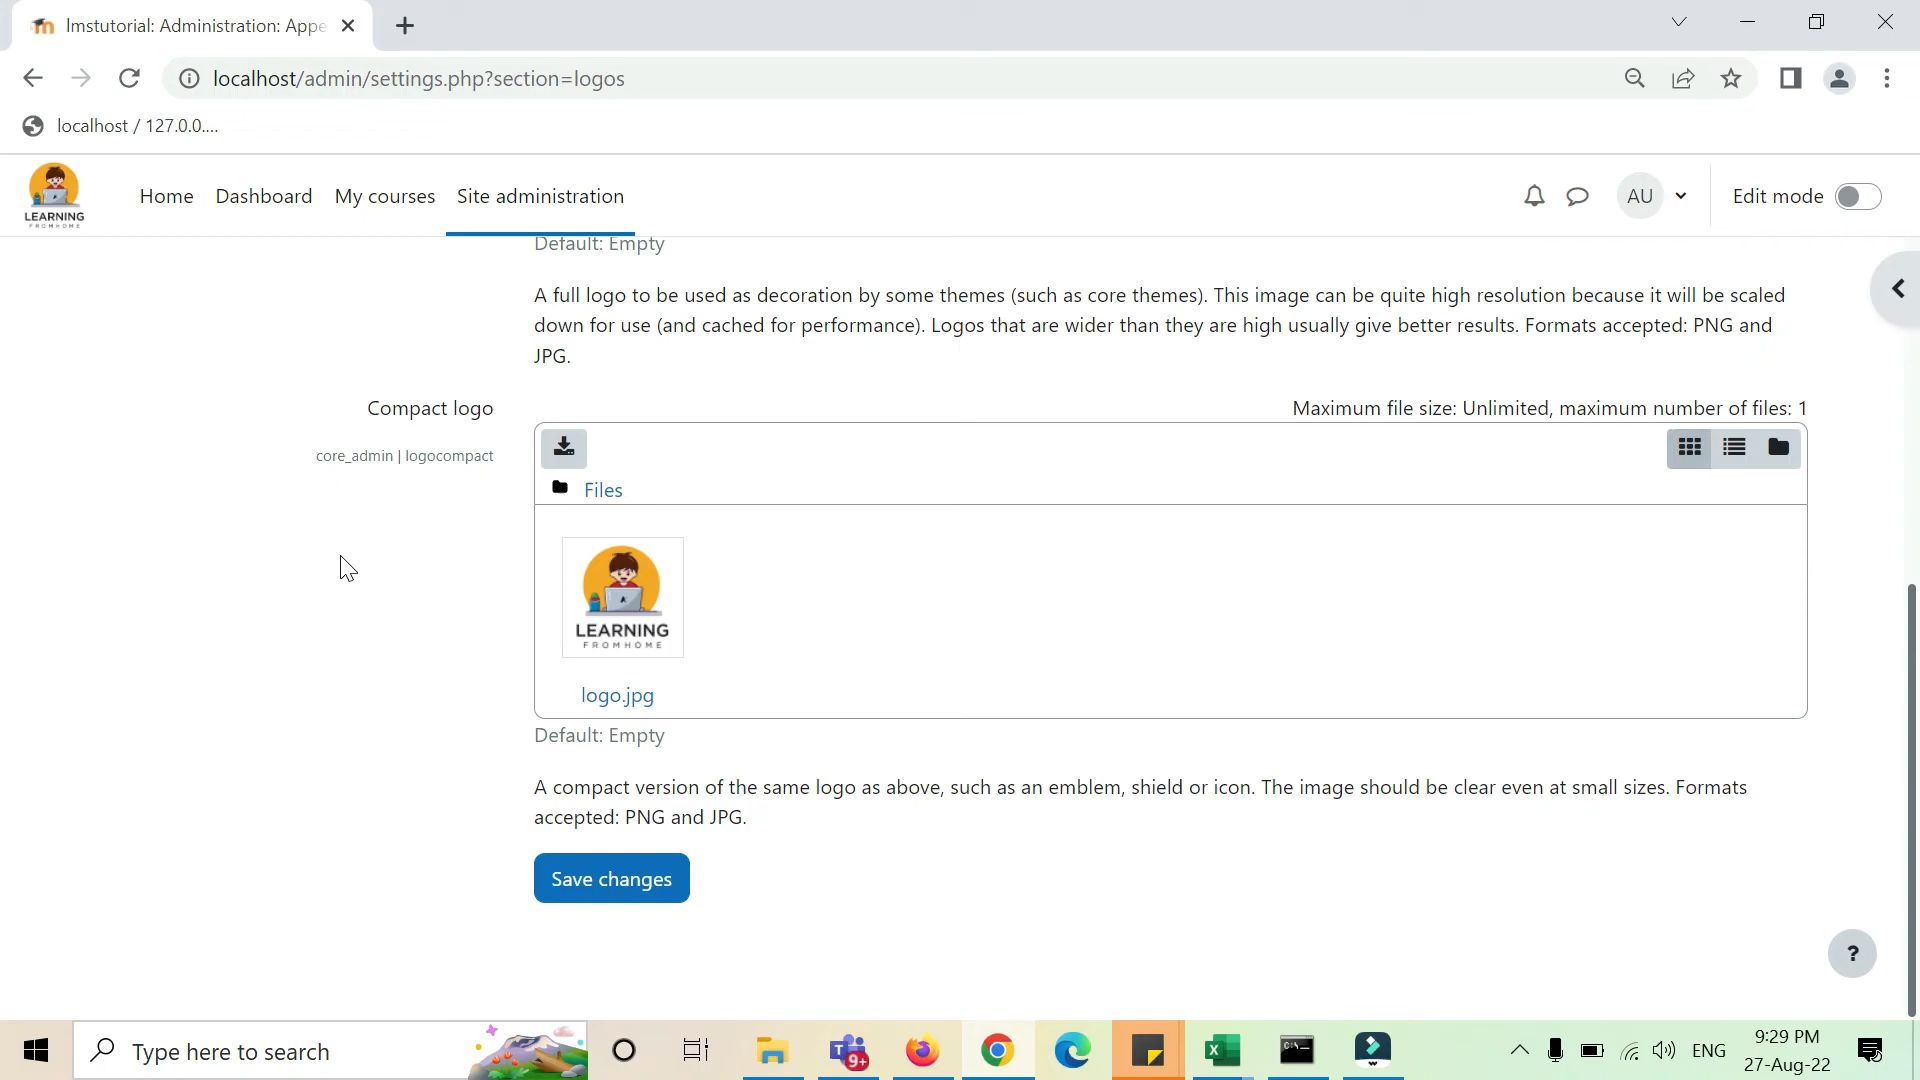 lmstutorial: Administration: Appe
localhost/admin/settings.php?section=logos
localhost / 127.0.0....
LEARNING
FROMHOME
Home
Dashboard
My courses
Site administration
AU
Edit mode
Default: Empty
A full logo to be used as decoration by some themes (such as core themes). This image can be quite high resolution because it will be scaled
down for use (and cached for performance). Logos that are wider than they are high usually give better results. Formats accepted: PNG and
JPG.
Compact logo
Maximum file size: Unlimited, maximum number of files: 1
core_admin | logocompact
Files
LEARNING
FROMHOME
logo.jpg
Default: Empty
A compact version of the same logo as above, such as an emblem, shield or icon. The image should be clear even at small sizes. Formats
accepted: PNG and JPG.
Save changes
?
Type here to search
9+
ENG
9:29 PM
27-Aug-22